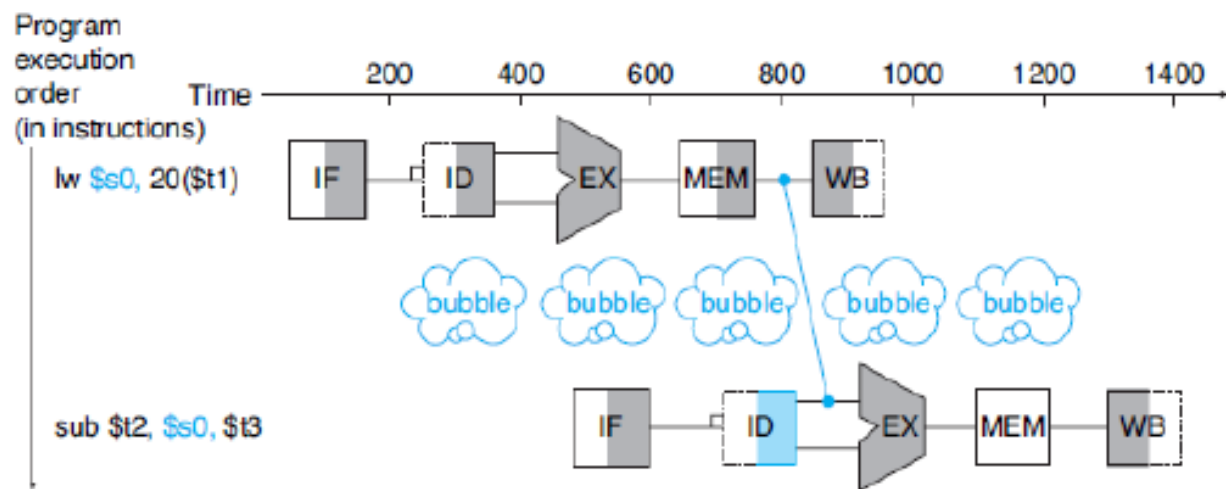 Program
execution
order
(in instructions)
Time
200 400 600 800 1000 1200 1400
lw $s0, 20($t1)
IF ID EX MEM WB
bubble bubble bubble bubble bubble
sub $t2, $s0, $t3
IF ID EX MEM WB